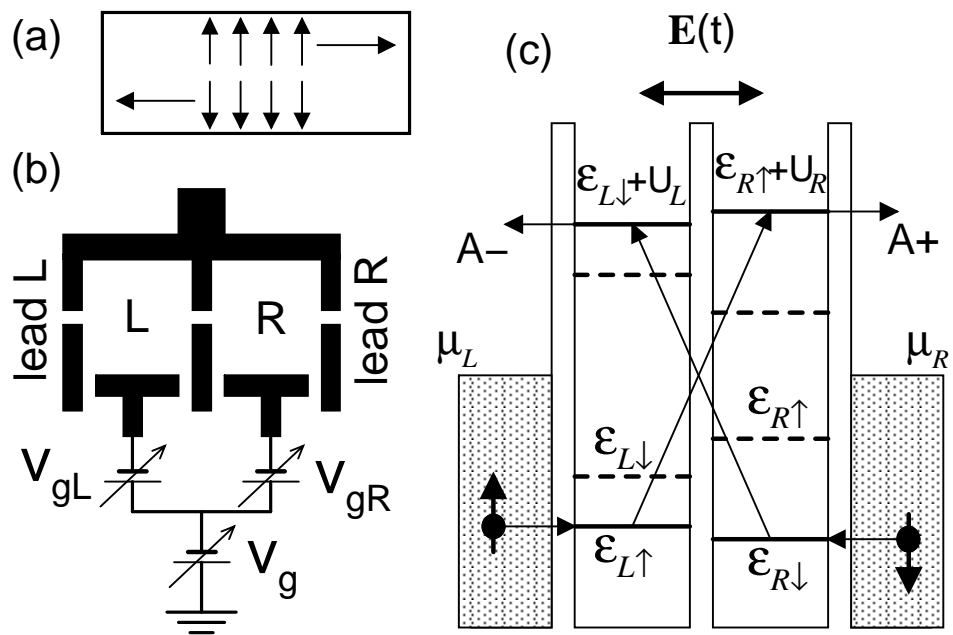 (a)
(b)
lead L
L
R
lead R
V_gL
V_gR
V_g
(c)
E(t)
ε_L↓+U_L
ε_R↑+U_R
A−
A+
μ_L
μ_R
ε_R↑
ε_L↓
ε_L↑
ε_R↓